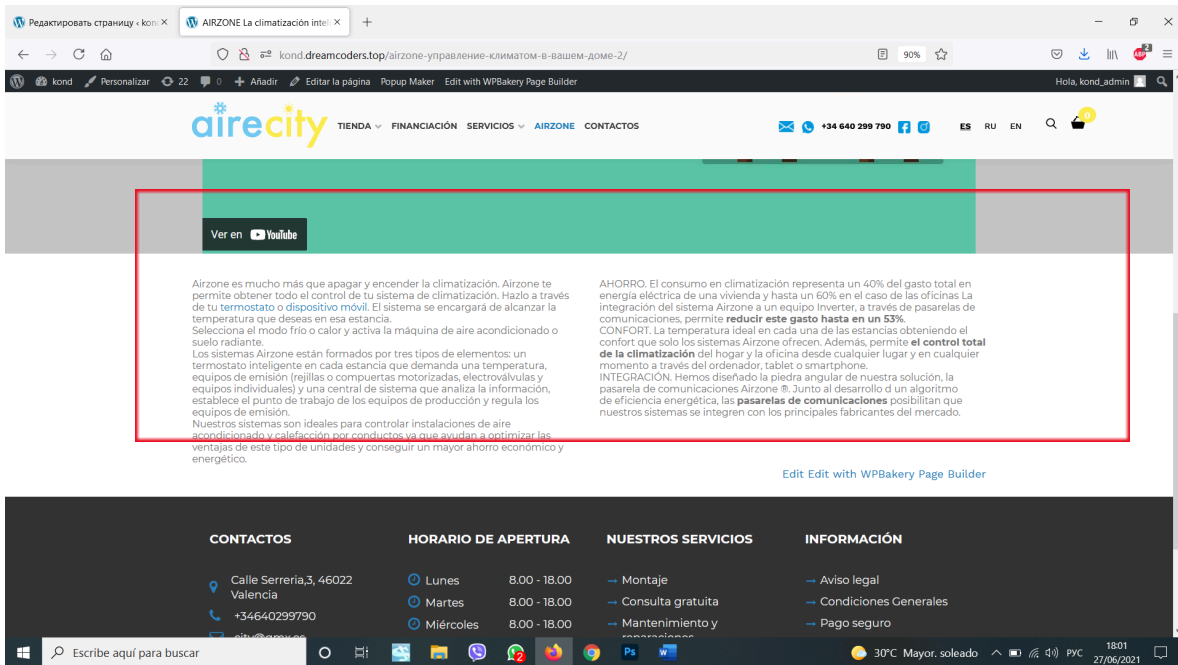 Редактировать страницу ‹ kon
AIRZONE La climatización intel
kond.dreamcoders.top/airzone-управление-климатом-в-вашем-доме-2/
90%
ABP
2
kond
Personalizar
22
0
Añadir
Editar la página
Popup Maker
Edit with WPBakery Page Builder
Hola, kond_admin
airecity
TIENDA
FINANCIACIÓN
SERVICIOS
AIRZONE
CONTACTOS
+34 640 299 790
ES
RU
EN
0
Ver en YouTube
Airzone es mucho más que apagar y encender la climatización. Airzone te
permite obtener todo el control de tu sistema de climatización. Hazlo a través
de tu termostato o dispositivo móvil. El sistema se encargará de alcanzar la
temperatura que deseas en esa estancia.
Selecciona el modo frío o calor y activa la máquina de aire acondicionado o
suelo radiante.
Los sistemas Airzone están formados por tres tipos de elementos: un
termostato inteligente en cada estancia que demanda una temperatura,
equipos de emisión (rejillas o compuertas motorizadas, electroválvulas y
equipos individuales) y una central de sistema que analiza la información,
establece el punto de trabajo de los equipos de producción y regula los
equipos de emisión.
Nuestros sistemas son ideales para controlar instalaciones de aire
acondicionado y calefacción por conductos ya que ayudan a optimizar las
ventajas de este tipo de unidades y conseguir un mayor ahorro económico y
energético.
AHORRO. El consumo en climatización representa un 40% del gasto total en
energía eléctrica de una vivienda y hasta un 60% en el caso de las oficinas La
integración del sistema Airzone a un equipo Inverter, a través de pasarelas de
comunicaciones, permite reducir este gasto hasta en un 53%.
CONFORT. La temperatura ideal en cada una de las estancias obteniendo el
confort que solo los sistemas Airzone ofrecen. Además, permite el control total
de la climatización del hogar y la oficina desde cualquier lugar y en cualquier
momento a través del ordenador, tablet o smartphone.
INTEGRACIÓN. Hemos diseñado la piedra angular de nuestra solución, la
pasarela de comunicaciones Airzone ®. Junto al desarrollo d un algoritmo
de eficiencia energética, las pasarelas de comunicaciones posibilitan que
nuestros sistemas se integren con los principales fabricantes del mercado.
Edit Edit with WPBakery Page Builder
CONTACTOS
Calle Serreria,3, 46022
Valencia
+34640299790
city@gmx.es
HORARIO DE APERTURA
Lunes 8.00 - 18.00
Martes 8.00 - 18.00
Miércoles 8.00 - 18.00
NUESTROS SERVICIOS
→ Montaje
→ Consulta gratuita
→ Mantenimiento y
reparaciones
INFORMACIÓN
→ Aviso legal
→ Condiciones Generales
→ Pago seguro
Escribe aquí para buscar
2
Ps
30°C Mayor. soleado
РУС
18:01
27/06/2021